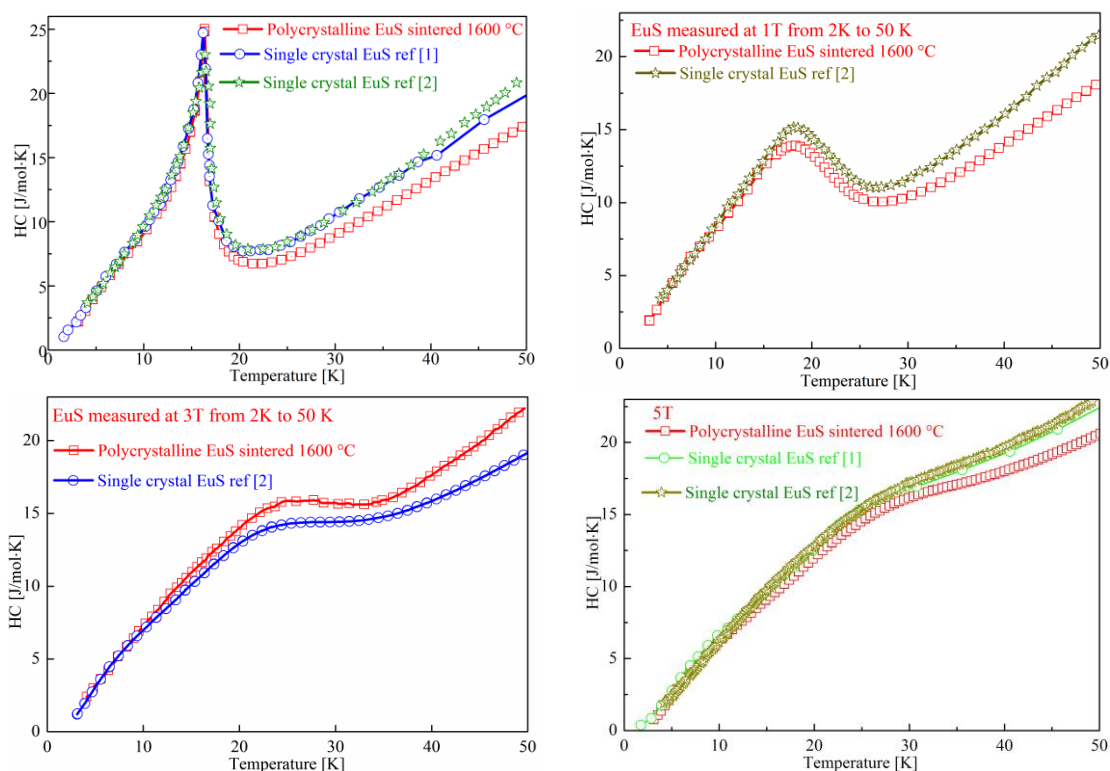 25
20
15
10
5
0
HC [J/mol·K]
Polycrystalline EuS sintered 1600 °C
Single crystal EuS ref [1]
Single crystal EuS ref [2]
0 10 20 30 40 50
Temperature [K]
EuS measured at 1T from 2K to 50 K
20
15
10
5
0
HC [J/mol·K]
Polycrystalline EuS sintered 1600 °C
Single crystal EuS ref [2]
0 10 20 30 40 50
Temperature [K]
EuS measured at 3T from 2K to 50 K
20
15
10
5
0
HC [J/mol·K]
Polycrystalline EuS sintered 1600 °C
Single crystal EuS ref [2]
0 10 20 30 40 50
Temperature [K]
5T
20
15
10
5
0
HC [J/mol·K]
Polycrystalline EuS sintered 1600 °C
Single crystal EuS ref [1]
Single crystal EuS ref [2]
0 10 20 30 40 50
Temperature [K]